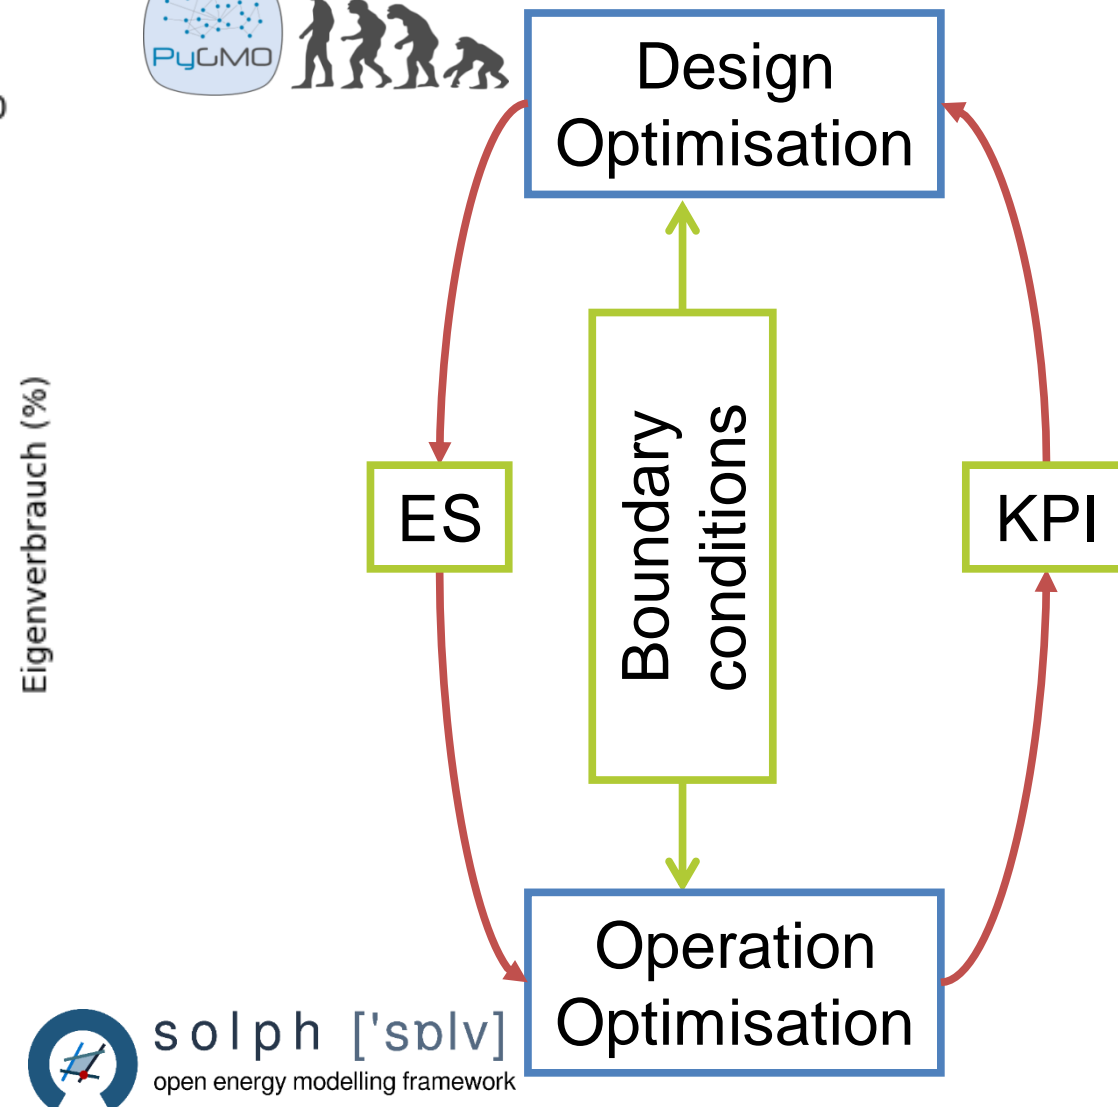 PyGMO
Design
Optimisation
Eigenverbrauch (%)
ES
Boundary
conditions
KPI
Operation
Optimisation
solph ['sɒlv]
open energy modelling framework